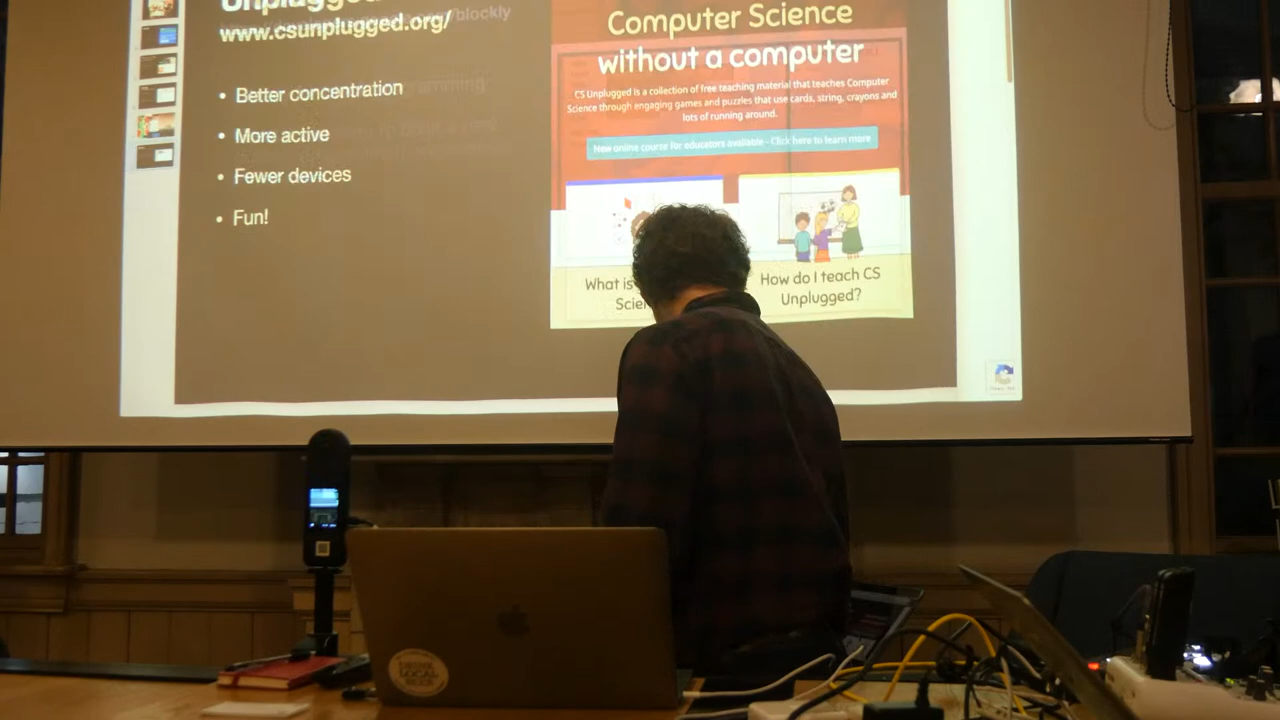 Unplugged
www.csunplugged.org/
• Better concentration
• More active
• Fewer devices
• Fun!
Computer Science
without a computer
CS Unplugged is a collection of free teaching material that teaches Computer
Science through engaging games and puzzles that use cards, string, crayons and
lots of running around.
New online course for educators available - Click here to learn more
What is
How do I teach CS
Unplugged?